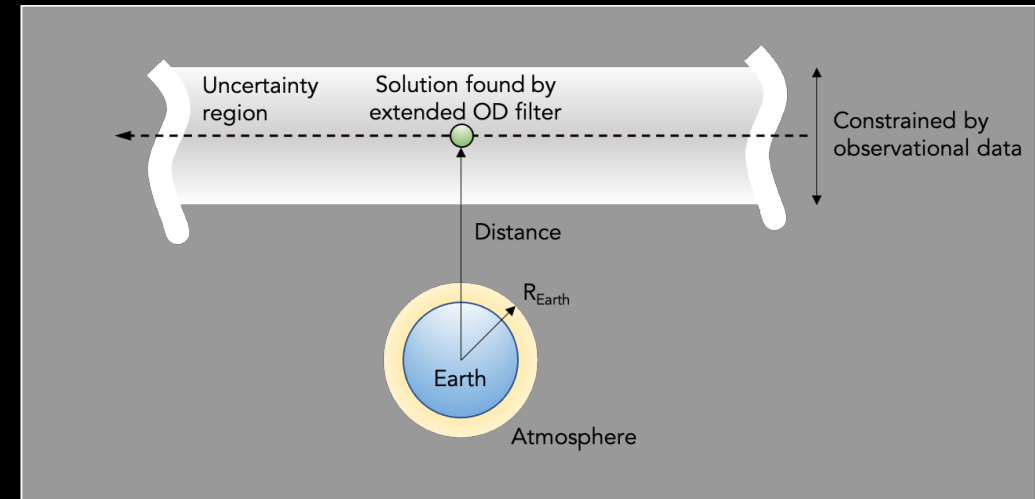 Uncertainty
region
Solution found by
extended OD filter
Constrained by
observational data
Distance
R_Earth
Earth
Atmosphere